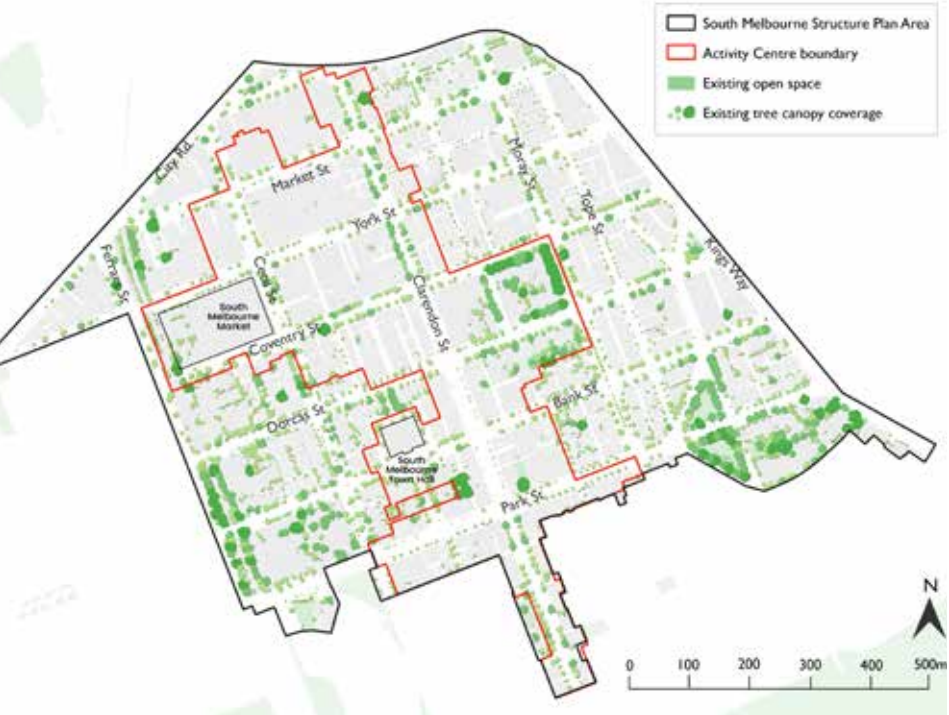 South Melbourne Structure Plan Area
Activity Centre boundary
Existing open space
Existing tree canopy coverage
City Rd
Market St
Moray St
York St
Tope St
Ferrars St
Cecil St
Kings Way
South
Melbourne
Market
Clarendon St
Coventry St
Bank St
Dorcas St
South
Melbourne
Town Hall
Park St
N
0 100 200 300 400 500m